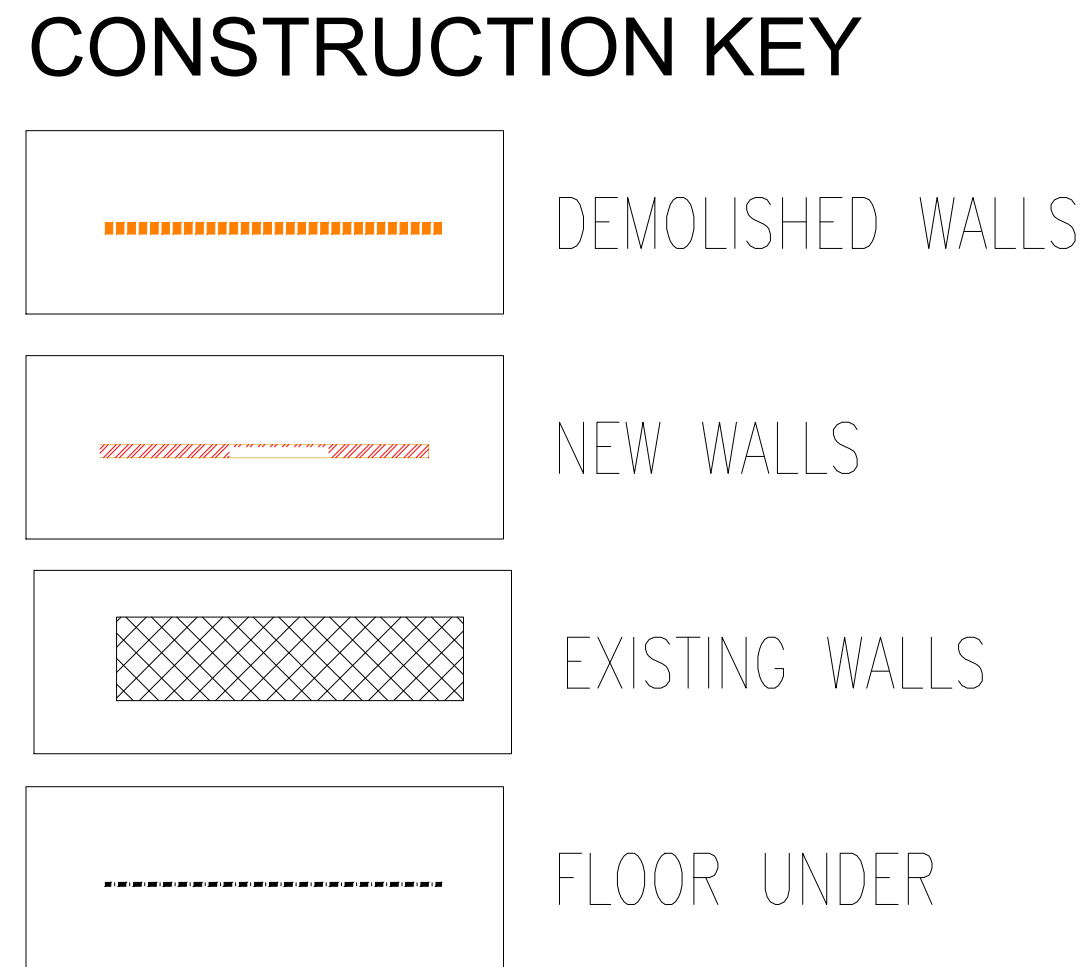 CONSTRUCTION KEY
DEMOLISHED WALLS
NEW WALLS
EXISTING WALLS
FLOOR UNDER